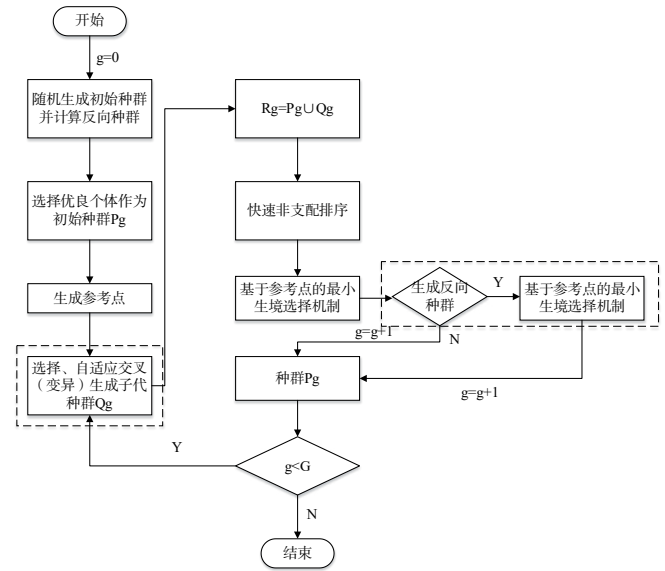 开始
g=0
随机生成初始种群
并计算反向种群
选择优良个体作为
初始种群Pg
生成参考点
选择、自适应交叉
（变异）生成子代
种群Qg
Rg=Pg∪Qg
快速非支配排序
基于参考点的最小
生境选择机制
生成反向
种群
Y
基于参考点的最小
生境选择机制
N
g=g+1
种群Pg
g=g+1
g<G
Y
N
结束